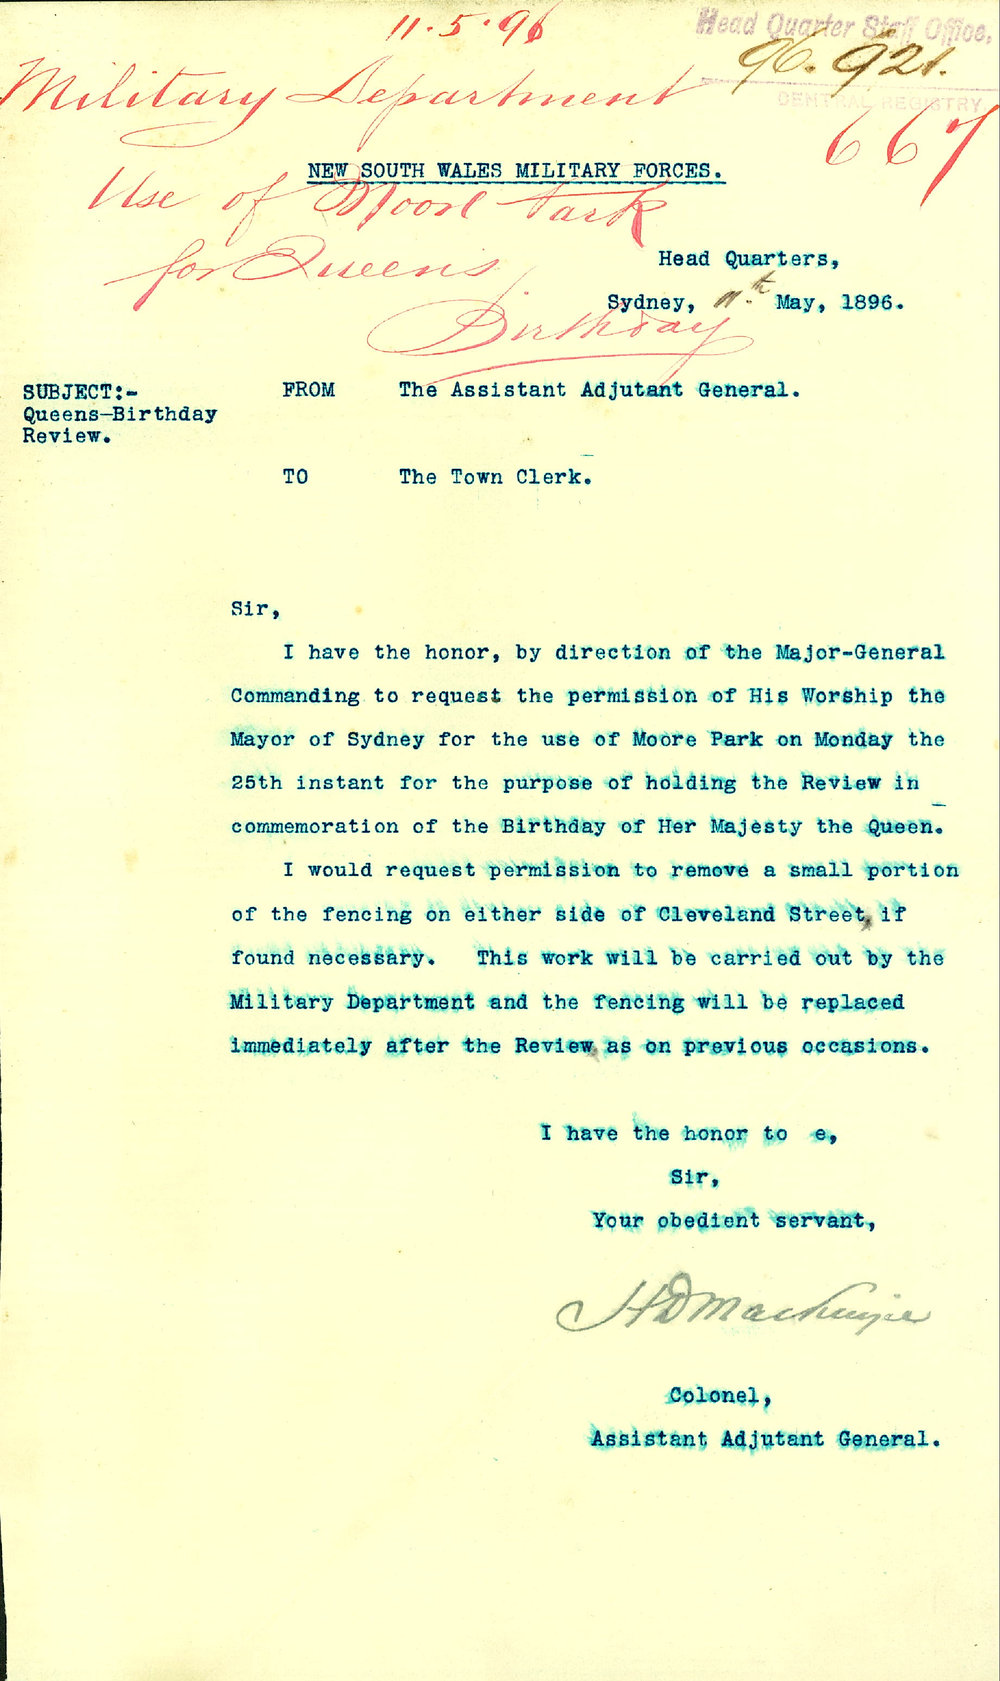 11.5.96
Head Quarter Staff Office,
96.921.
CENTRAL REGISTRY.
Military Department
667
NEW SOUTH WALES MILITARY FORCES.
Use of Moore Park
for Queens
Birthday
Head Quarters,
Sydney, 11th May, 1896.
SUBJECT:-
Queens-Birthday
Review.
FROM The Assistant Adjutant General.
TO The Town Clerk.
Sir,
I have the honor, by direction of the Major-General
Commanding to request the permission of His Worship the
Mayor of Sydney for the use of Moore Park on Monday the
25th instant for the purpose of holding the Review in
commemoration of the Birthday of Her Majesty the Queen.
I would request permission to remove a small portion
of the fencing on either side of Cleveland Street, if
found necessary. This work will be carried out by the
Military Department and the fencing will be replaced
immediately after the Review, as on previous occasions.
I have the honor to e,
Sir,
Your obedient servant,
H D Mackenzie
Colonel,
Assistant Adjutant General.